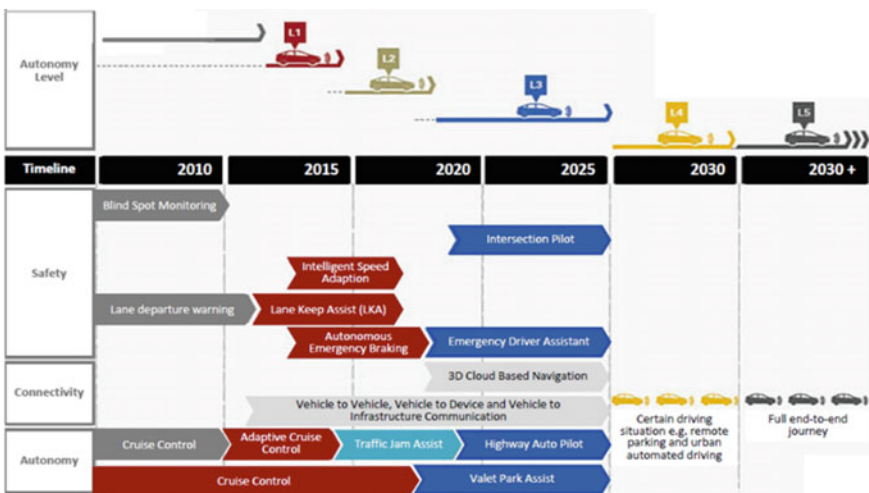 Autonomy
Level
L1
L2
L3
L4
L5
Timeline 2010 2015 2020 2025 2030 2030 +
Safety
Blind Spot Monitoring
Intersection Pilot
Intelligent Speed
Adaption
Lane departure warning
Lane Keep Assist (LKA)
Autonomous
Emergency Braking
Emergency Driver Assistant
Connectivity
3D Cloud Based Navigation
Vehicle to Vehicle, Vehicle to Device and Vehicle to
Infrastructure Communication
Autonomy
Cruise Control
Adaptive Cruise
Control
Traffic Jam Assist
Highway Auto Pilot
Cruise Control
Valet Park Assist
Certain driving
situation e.g. remote
parking and urban
automated driving
Full end-to-end
journey